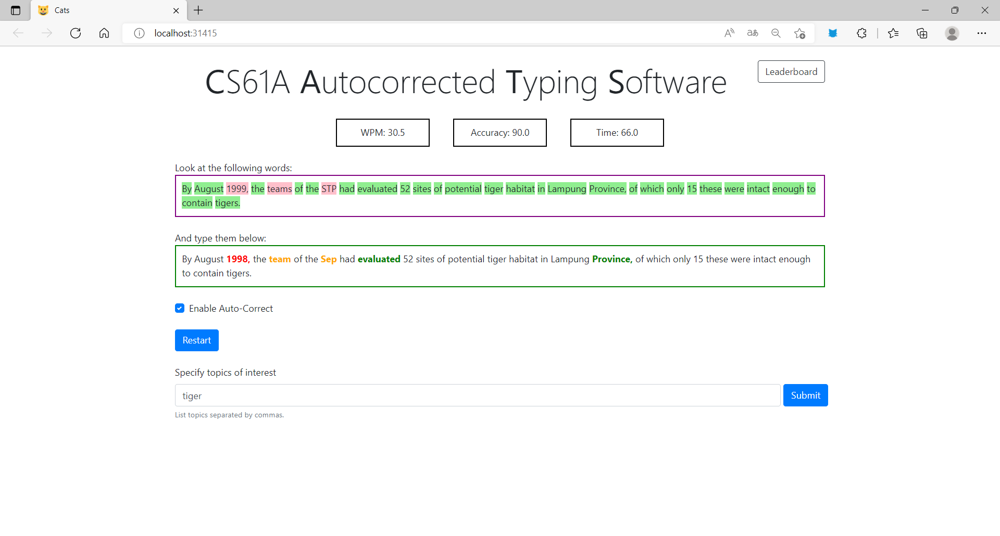 Cats
localhost:31415
CS61A Autocorrected Typing Software
Leaderboard
WPM: 30.5
Accuracy: 90.0
Time: 66.0
Look at the following words:
By August 1999, the teams of the STP had evaluated 52 sites of potential tiger habitat in Lampung Province, of which only 15 these were intact enough to
contain tigers.
And type them below:
By August 1998, the team of the Sep had evaluated 52 sites of potential tiger habitat in Lampung Province, of which only 15 these were intact enough
to contain tigers.
Enable Auto-Correct
Restart
Specify topics of interest
tiger
Submit
List topics separated by commas.